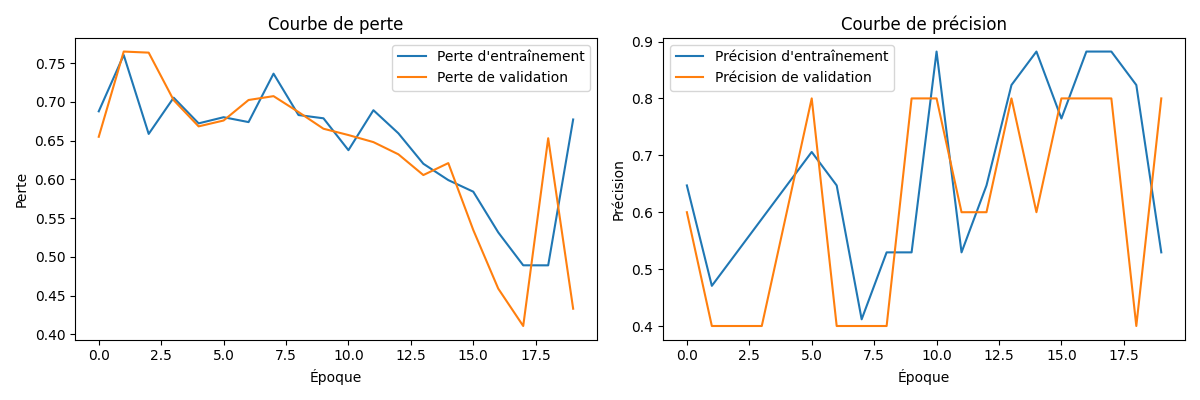 Courbe de perte
Perte d'entraînement
Perte de validation
0.75
0.70
0.65
0.60
0.55
0.50
0.45
0.40
Perte
0.0 2.5 5.0 7.5 10.0 12.5 15.0 17.5
Époque
Courbe de précision
Précision d'entraînement
Précision de validation
0.9
0.8
0.7
0.6
0.5
0.4
Précision
0.0 2.5 5.0 7.5 10.0 12.5 15.0 17.5
Époque